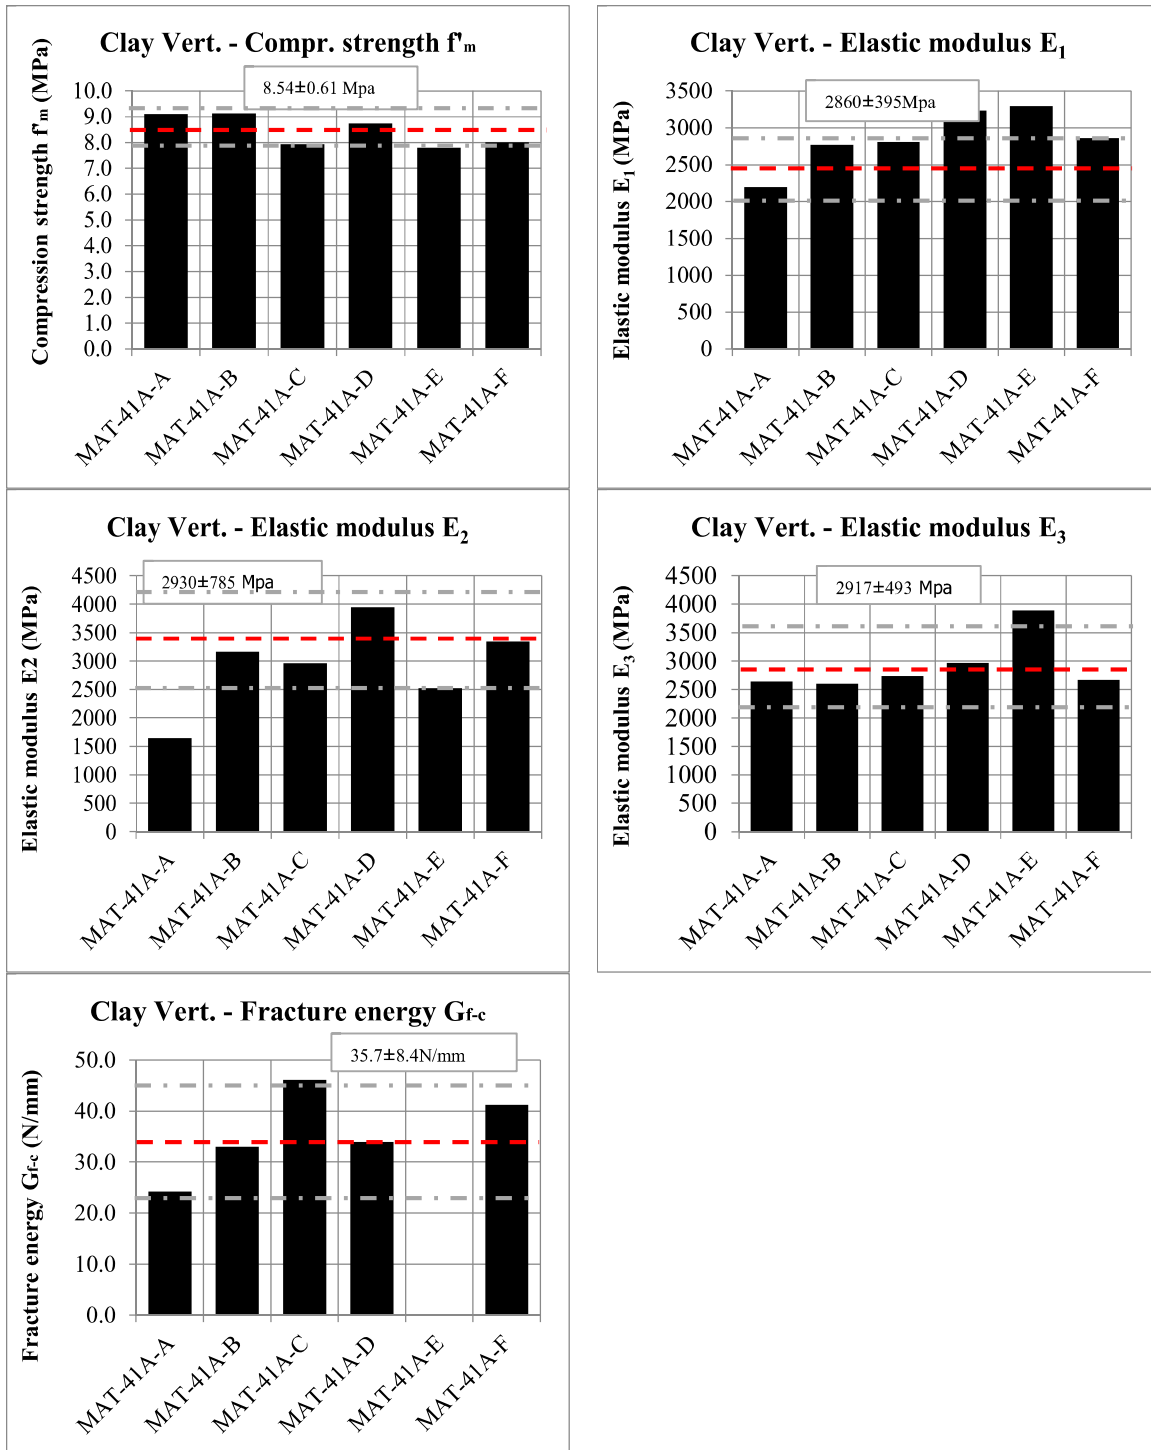 Clay Vert. - Compr. strength f'm
8.54±0.61 Mpa
Compression strength f'm (MPa)
10.0
9.0
8.0
7.0
6.0
5.0
4.0
3.0
2.0
1.0
0.0
MAT-41A-A
MAT-41A-B
MAT-41A-C
MAT-41A-D
MAT-41A-E
MAT-41A-F
Clay Vert. - Elastic modulus E1
2860±395Mpa
Elastic modulus E1 (MPa)
3500
3000
2500
2000
1500
1000
500
0
MAT-41A-A
MAT-41A-B
MAT-41A-C
MAT-41A-D
MAT-41A-E
MAT-41A-F
Clay Vert. - Elastic modulus E2
2930±785 Mpa
Elastic modulus E2 (MPa)
4500
4000
3500
3000
2500
2000
1500
1000
500
0
MAT-41A-A
MAT-41A-B
MAT-41A-C
MAT-41A-D
MAT-41A-E
MAT-41A-F
Clay Vert. - Elastic modulus E3
2917±493 Mpa
Elastic modulus E3 (MPa)
4500
4000
3500
3000
2500
2000
1500
1000
500
0
MAT-41A-A
MAT-41A-B
MAT-41A-C
MAT-41A-D
MAT-41A-E
MAT-41A-F
Clay Vert. - Fracture energy Gf-c
35.7±8.4N/mm
Fracture energy Gf-c (N/mm)
50.0
40.0
30.0
20.0
10.0
0.0
MAT-41A-A
MAT-41A-B
MAT-41A-C
MAT-41A-D
MAT-41A-E
MAT-41A-F